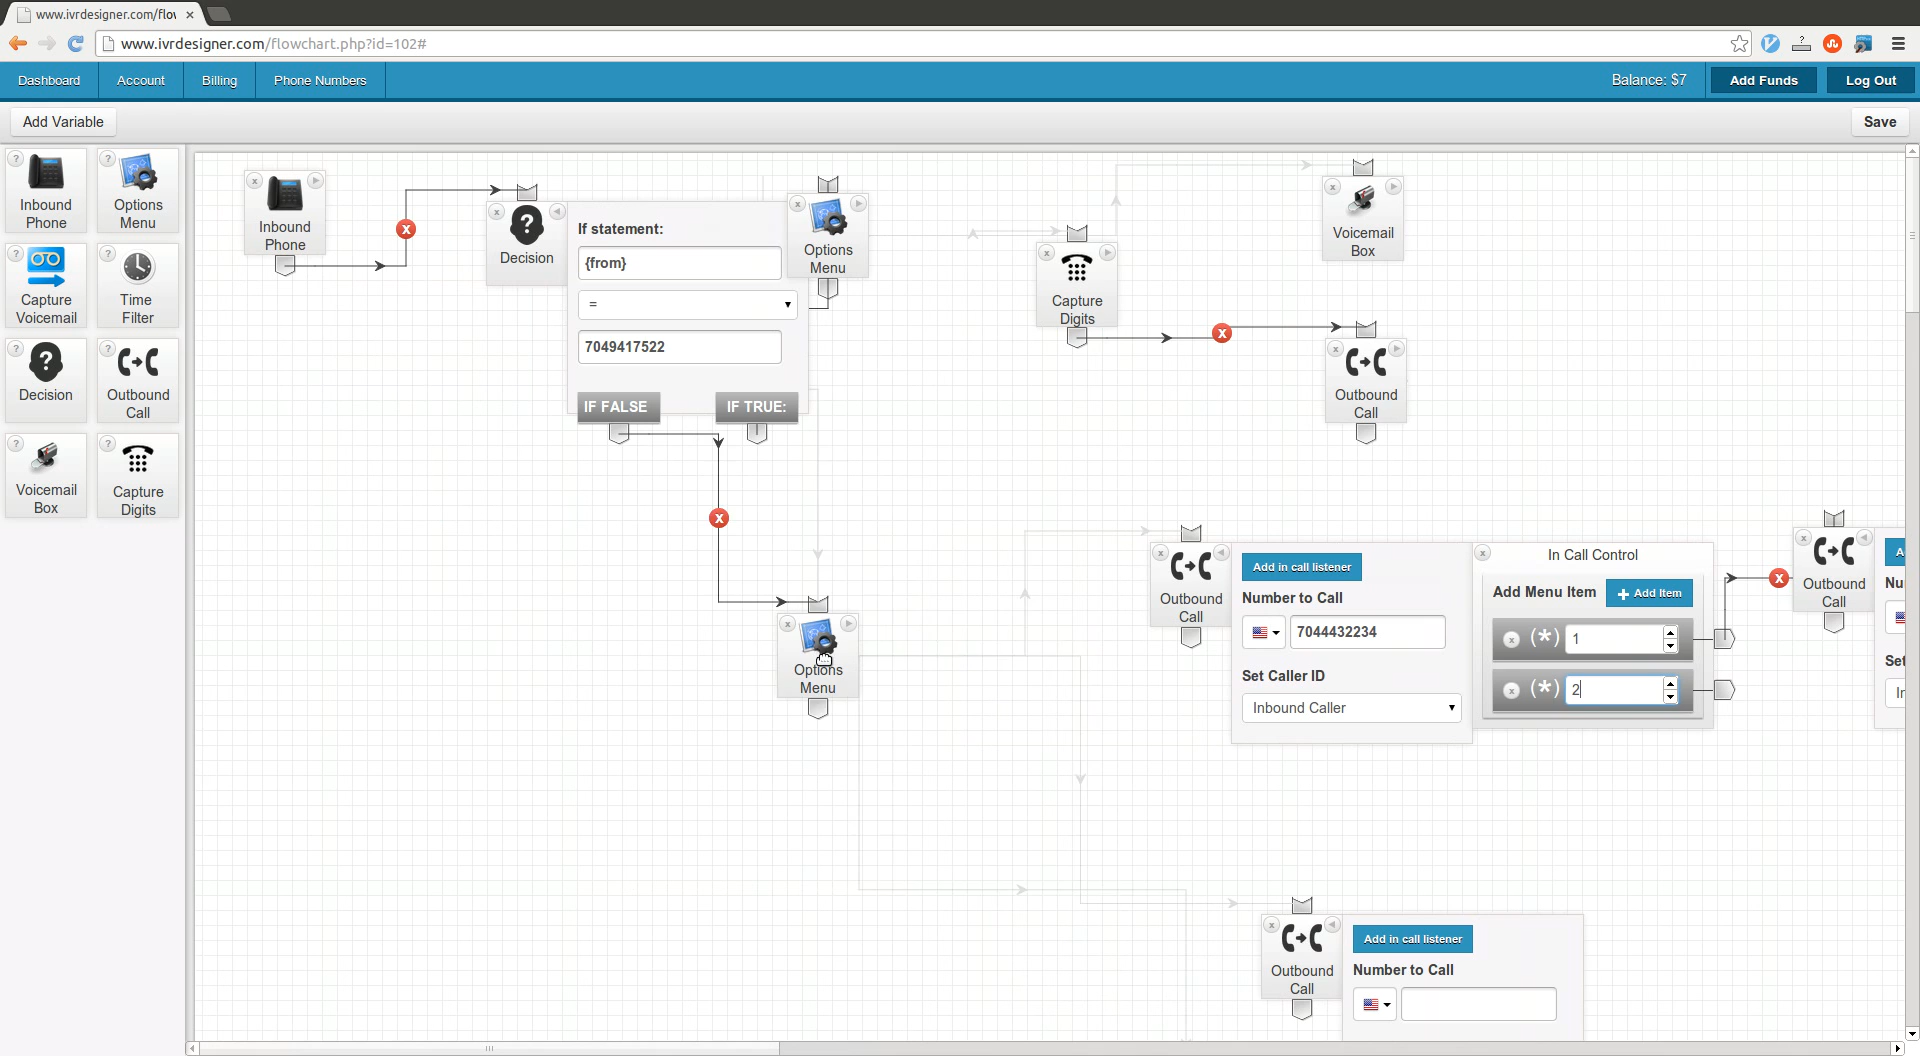 www.ivrdesigner.com/flow
www.ivrdesigner.com/flowchart.php?id=102#
Dashboard
Account
Billing
Phone Numbers
Balance: $7
Add Funds
Log Out
Add Variable
Save
Inbound
Phone
Options
Menu
Capture
Voicemail
Time
Filter
Decision
Outbound
Call
Voicemail
Box
Capture
Digits
Inbound
Phone
Decision
If statement:
{from}
=
7049417522
IF FALSE
IF TRUE:
Options
Menu
Capture
Digits
Voicemail
Box
Outbound
Call
Options
Menu
Outbound
Call
Add in call listener
Number to Call
7044432234
Set Caller ID
Inbound Caller
In Call Control
Add Menu Item
+ Add Item
(*) 1
(*) 2
Outbound
Call
A
Nu
Set
In
Outbound
Call
Add in call listener
Number to Call